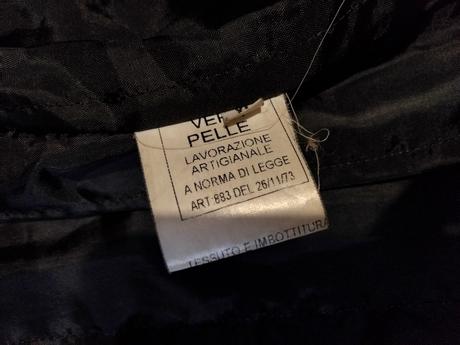 VERA
PELLE
LAVORAZIONE
ARTIGIANALE
A NORMA DI LEGGE
ART. 883 DEL 26/11/73
TESSUTO E IMBOTTITURA